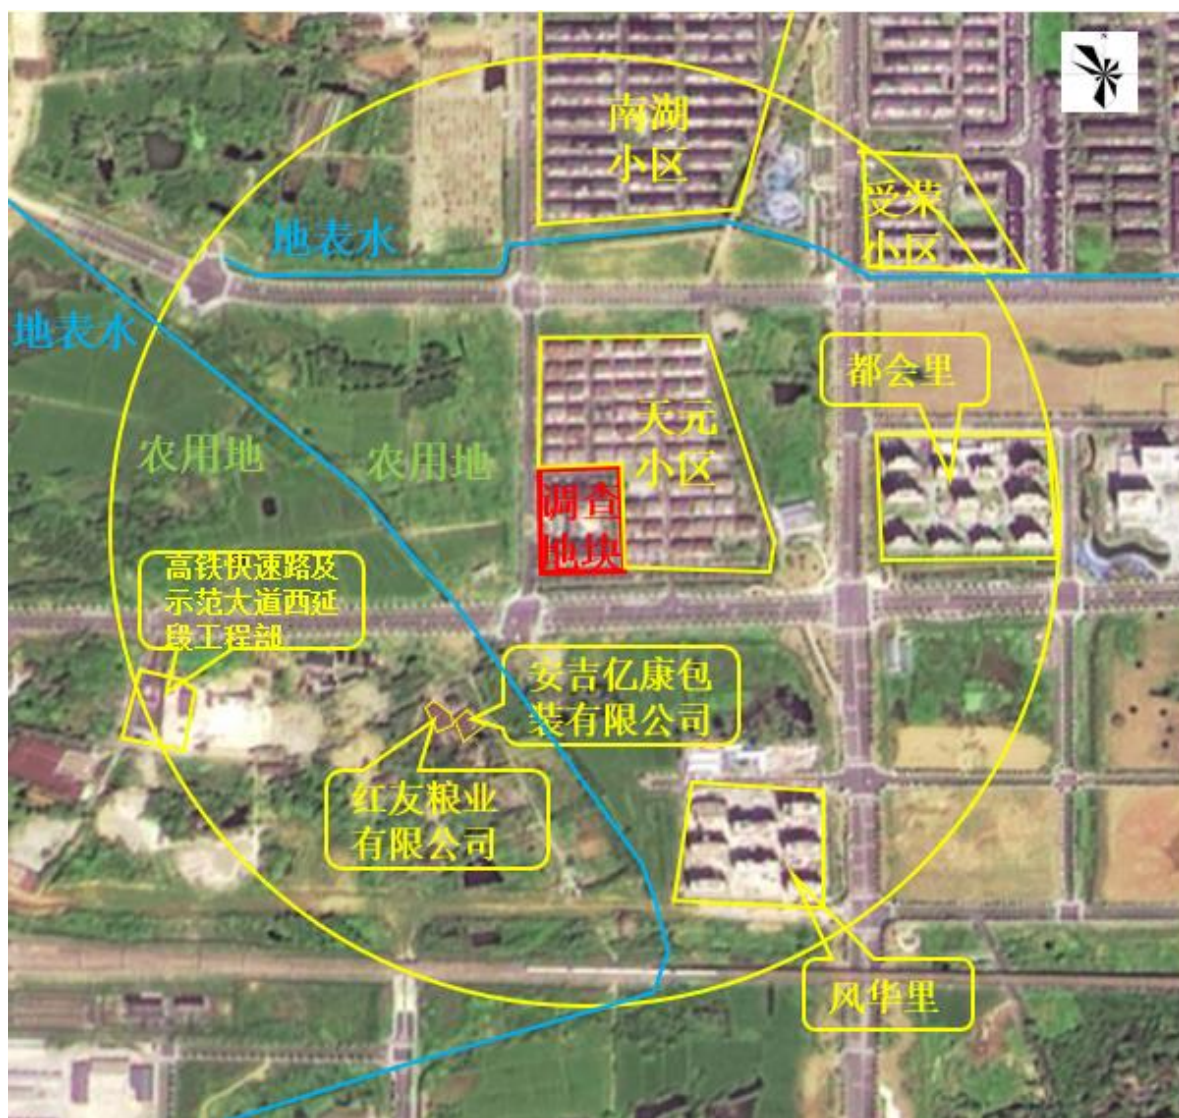 N
南湖
小区
受荣
小区
地表水
地表水
都会里
天元
小区
农用地
农用地
调查
地块
高铁快速路及
示范大道西延
段工程部
安吉亿康包
装有限公司
红友粮业
有限公司
风华里